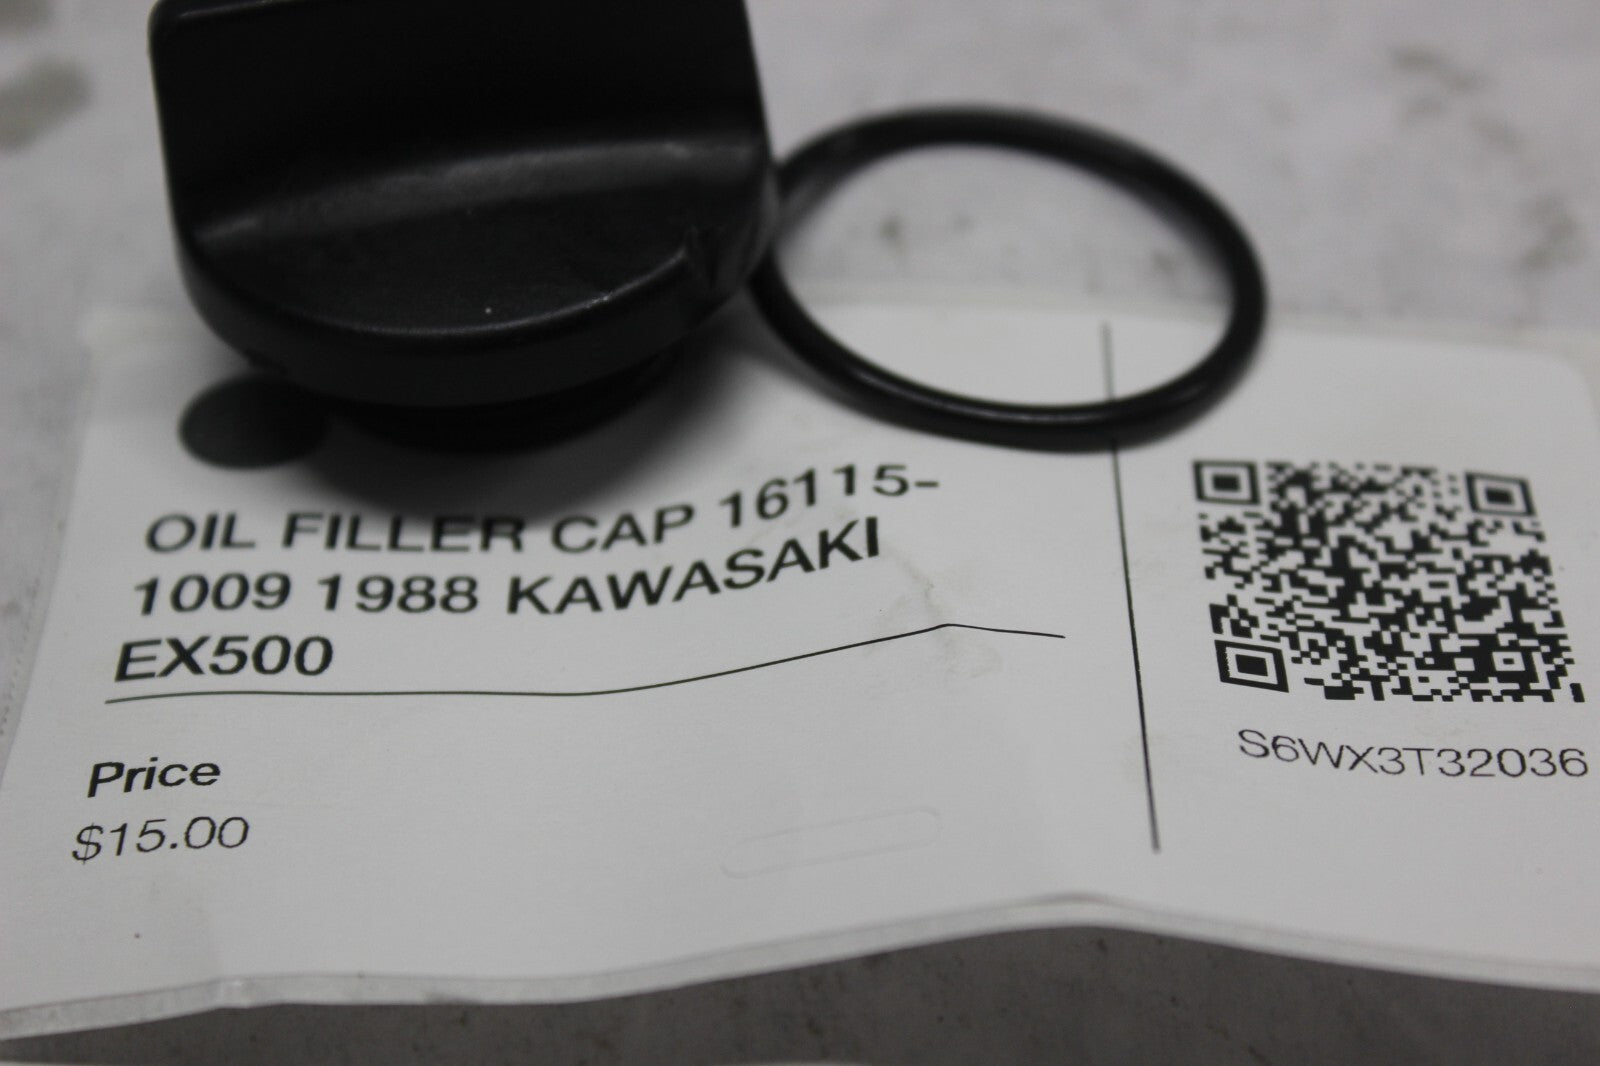 OIL FILLER CAP 16115-
1009 1988 KAWASAKI
EX500
Price
$15.00
S6WX3T32036